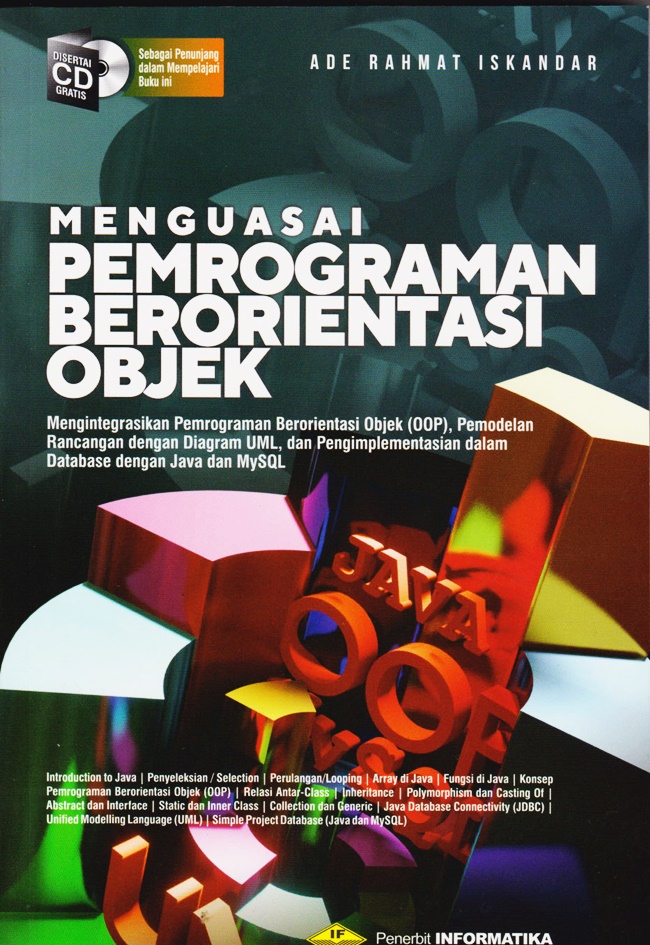 DISERTAI
CD
GRATIS
Sebagai Penunjang
dalam Mempelajari
Buku ini
ADE RAHMAT ISKANDAR
MENGUASAI
PEMROGRAMAN
BERORIENTASI
OBJEK
Mengintegrasikan Pemrograman Berorientasi Objek (OOP), Pemodelan
Rancangan dengan Diagram UML, dan Pengimplementasian dalam
Database dengan Java dan MySQL
JAVA
OOP
Introduction to Java | Penyeleksian / Selection | Perulangan/Looping | Array di Java | Fungsi di Java | Konsep
Pemrograman Berorientasi Objek (OOP) | Relasi Antar-Class | Inheritance | Polymorphism dan Casting Of |
Abstract dan Interface | Static dan Inner Class | Collection dan Generic | Java Database Connectivity (JDBC) |
Unified Modelling Language (UML) | Simple Project Database (Java dan MySQL)
IF
Penerbit INFORMATIKA